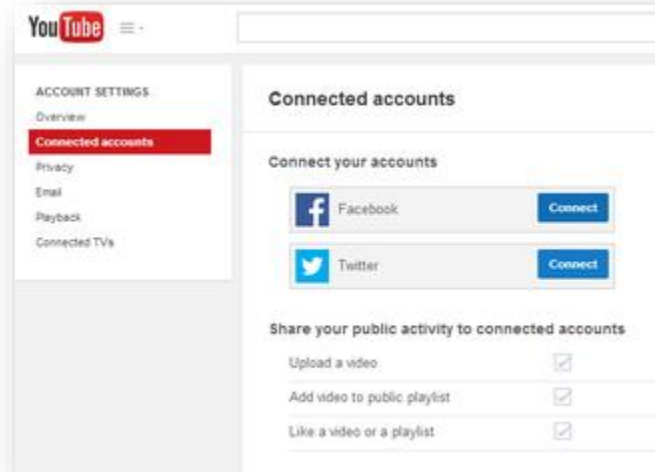 YouTube
ACCOUNT SETTINGS
Overview
Connected accounts
Privacy
Email
Playback
Connected TVs
Connected accounts
Connect your accounts
Facebook Connect
Twitter Connect
Share your public activity to connected accounts
Upload a video
Add video to public playlist
Like a video or a playlist